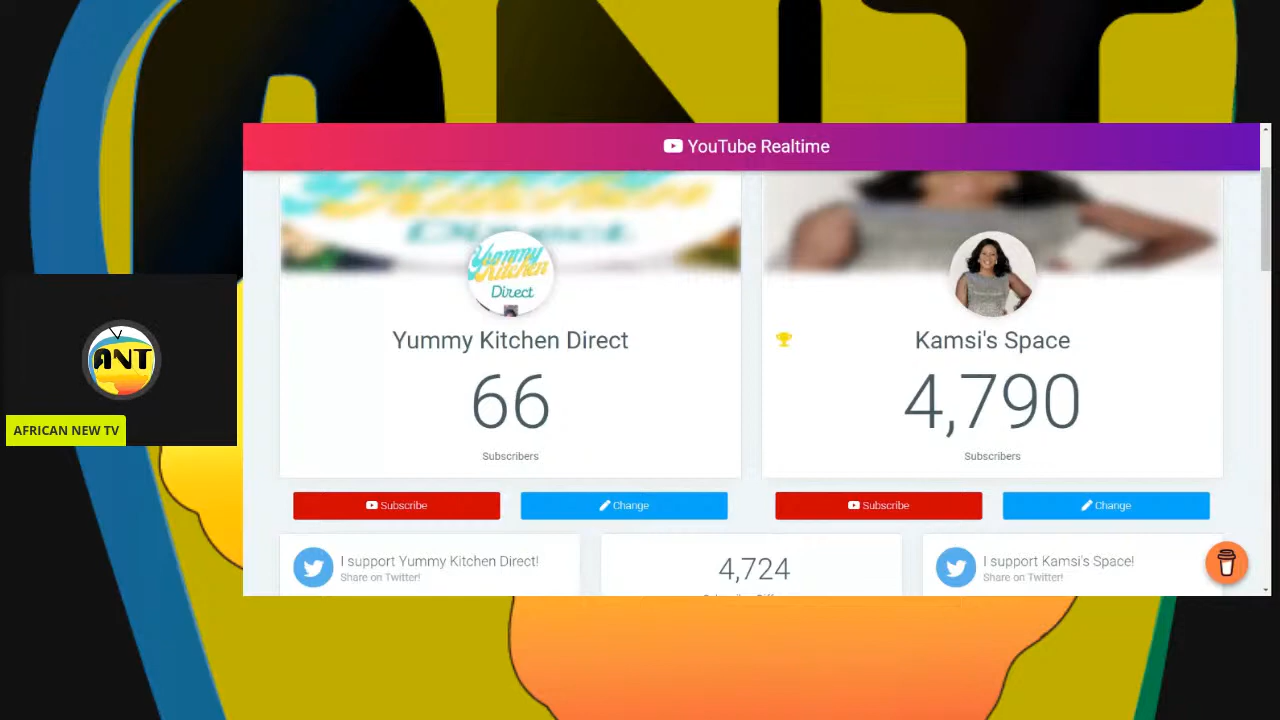 YouTube Realtime
Yummy
Kitchen
Direct
Yummy Kitchen Direct
66
Subscribers
Kamsi's Space
4,790
Subscribers
Subscribe
Change
Subscribe
Change
I support Yummy Kitchen Direct!
Share on Twitter!
4,724
I support Kamsi's Space!
Share on Twitter!
ANT
AFRICAN NEW TV
ANT